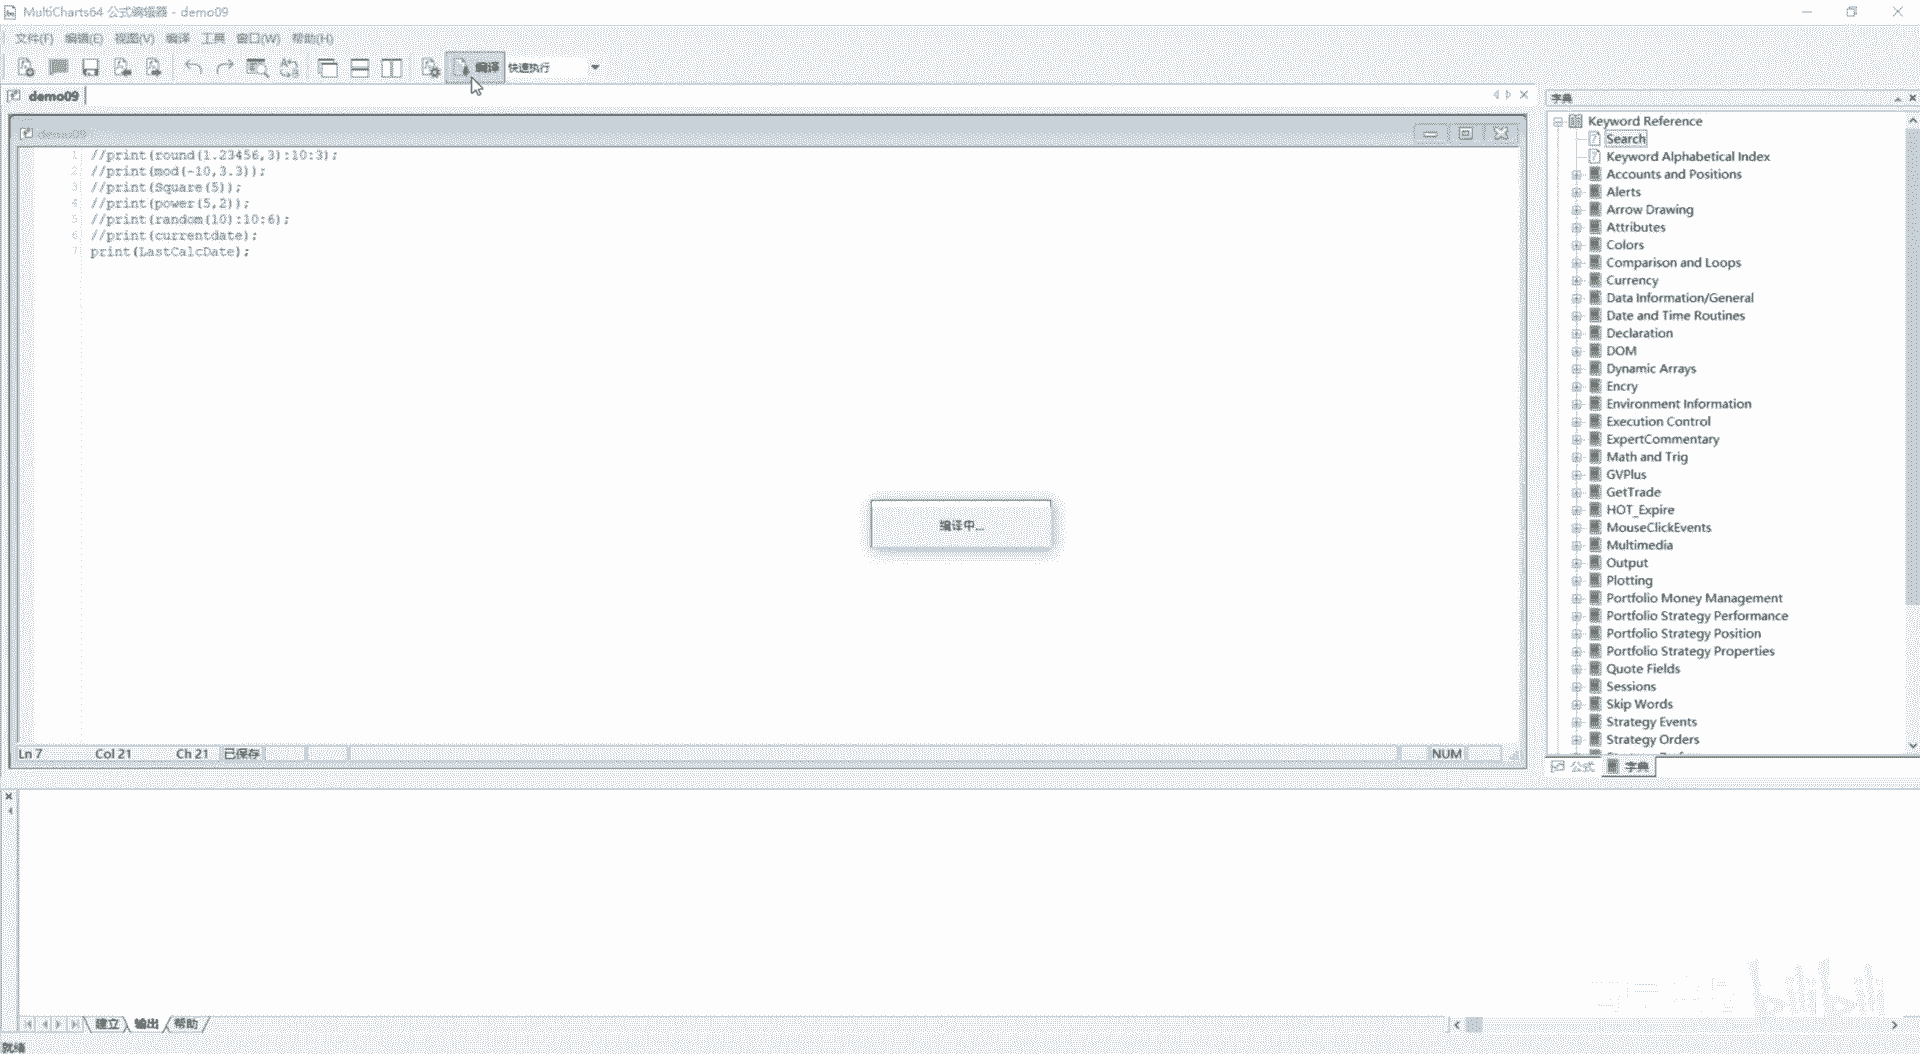 MultiCharts64 公式编辑器 - demo09
文件(F) 编辑(E) 视图(V) 编译 工具 窗口(W) 帮助(H)
编译 快速执行
demo09
demo09
1 //print(round(1.23456,3):10:3);
2 //print(mod(-10,3.3));
3 //print(Square(5));
4 //print(power(5,2));
5 //print(random(10):10:6);
6 //print(currentdate);
7 print(LastCalcDate);
编译中...
Ln 7 Col 21 Ch 21 已保存 NUM
字典
Keyword Reference
Search
Keyword Alphabetical Index
Accounts and Positions
Alerts
Arrow Drawing
Attributes
Colors
Comparison and Loops
Currency
Data Information/General
Date and Time Routines
Declaration
DOM
Dynamic Arrays
Encry
Environment Information
Execution Control
ExpertCommentary
Math and Trig
GVPlus
GetTrade
HOT_Expire
MouseClickEvents
Multimedia
Output
Plotting
Portfolio Money Management
Portfolio Strategy Performance
Portfolio Strategy Position
Portfolio Strategy Properties
Quote Fields
Sessions
Skip Words
Strategy Events
Strategy Orders
公式 字典
建立 输出 帮助
bilibili
就绪